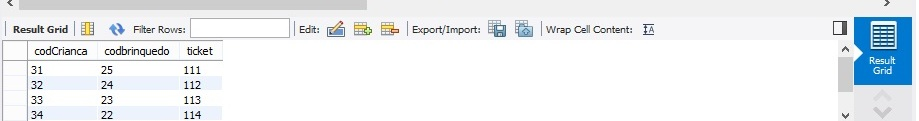 Result Grid Filter Rows: Edit: Export/Import: Wrap Cell Content: IA
codCrianca codbrinquedo ticket
31 25 111
32 24 112
33 23 113
34 22 114
Result
Grid